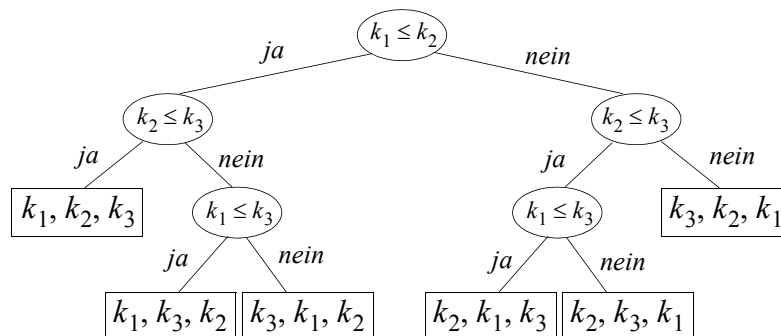 k₁ ≤ k₂
ja
nein
k₂ ≤ k₃
k₂ ≤ k₃
ja
nein
ja
nein
k₁, k₂, k₃
k₁ ≤ k₃
k₁ ≤ k₃
k₃, k₂, k₁
ja
nein
ja
nein
k₁, k₃, k₂
k₃, k₁, k₂
k₂, k₁, k₃
k₂, k₃, k₁